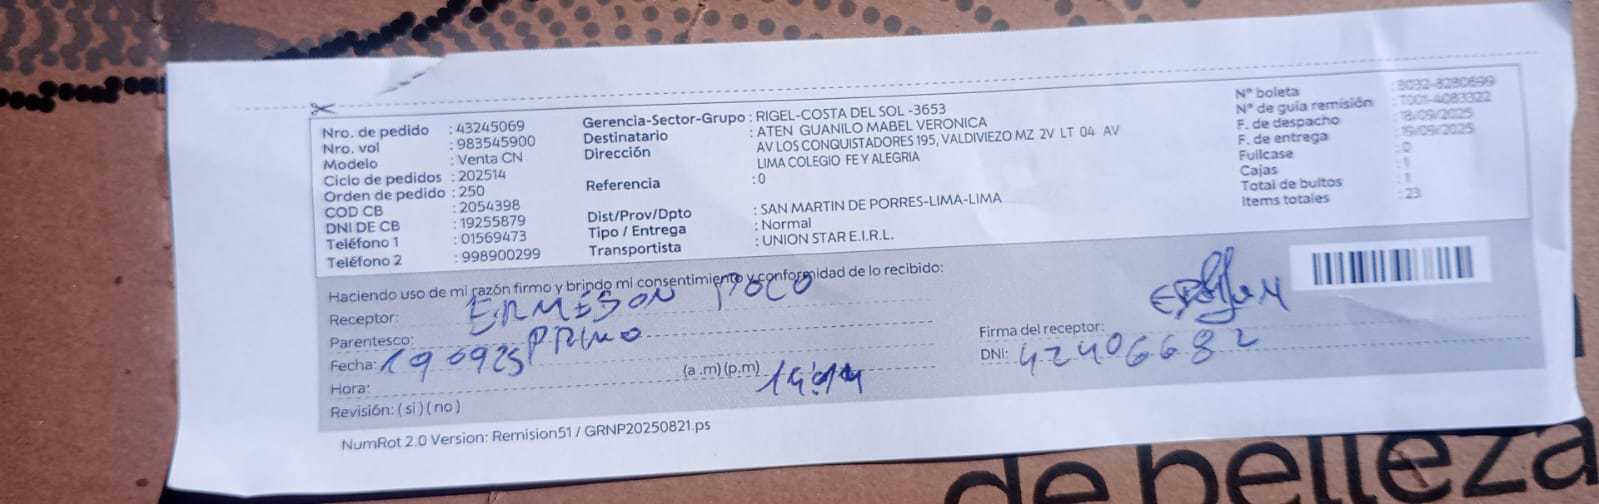 Nro. de pedido : 43245069
Nro. vol : 983545900
Modelo : Venta CN
Ciclo de pedidos : 202514
Orden de pedido : 250
COD CB : 2054398
DNI DE CB : 19255879
Teléfono 1 : 01569473
Teléfono 2 : 998900299
Gerencia-Sector-Grupo : RIGEL-COSTA DEL SOL -3653
Destinatario : ATEN GUANILO MABEL VERONICA
Dirección AV LOS CONQUISTADORES 195, VALDIVIEZO MZ 2V LT 04 AV
LIMA COLEGIO FE Y ALEGRIA
Referencia : 0
Dist/Prov/Dpto : SAN MARTIN DE PORRES-LIMA-LIMA
Tipo / Entrega : Normal
Transportista : UNION STAR E.I.R.L.
N° boleta : B032-8280699
N° de guía remisión : T001-4083322
F. de despacho : 18/09/2025
F. de entrega : 19/09/2025
Fullcase : 0
Cajas : 1
Total de bultos : 1
Items totales : 23
Haciendo uso de mi razón firmo y brindo mi consentimiento y conformidad de lo recibido:
Receptor: ERMESON POCO
Parentesco: PRIMO
Fecha: 190925
Hora: (a .m) (p.m) 14:14
Revisión: ( si ) ( no )
Firma del receptor:
DNI: 42406682
NumRot 2.0 Version: Remision51 / GRNP20250821.ps
de belleza